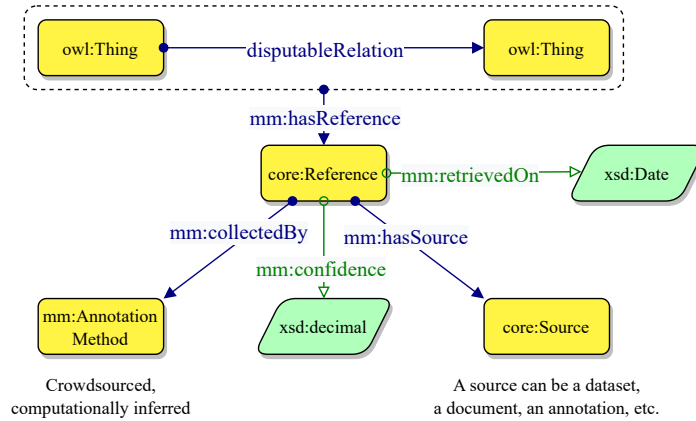 owl:Thing
disputableRelation
owl:Thing
mm:hasReference
core:Reference
mm:retrievedOn
xsd:Date
mm:collectedBy
mm:hasSource
mm:confidence
mm:Annotation
Method
xsd:decimal
core:Source
Crowdsourced,
computationally inferred
A source can be a dataset,
a document, an annotation, etc.